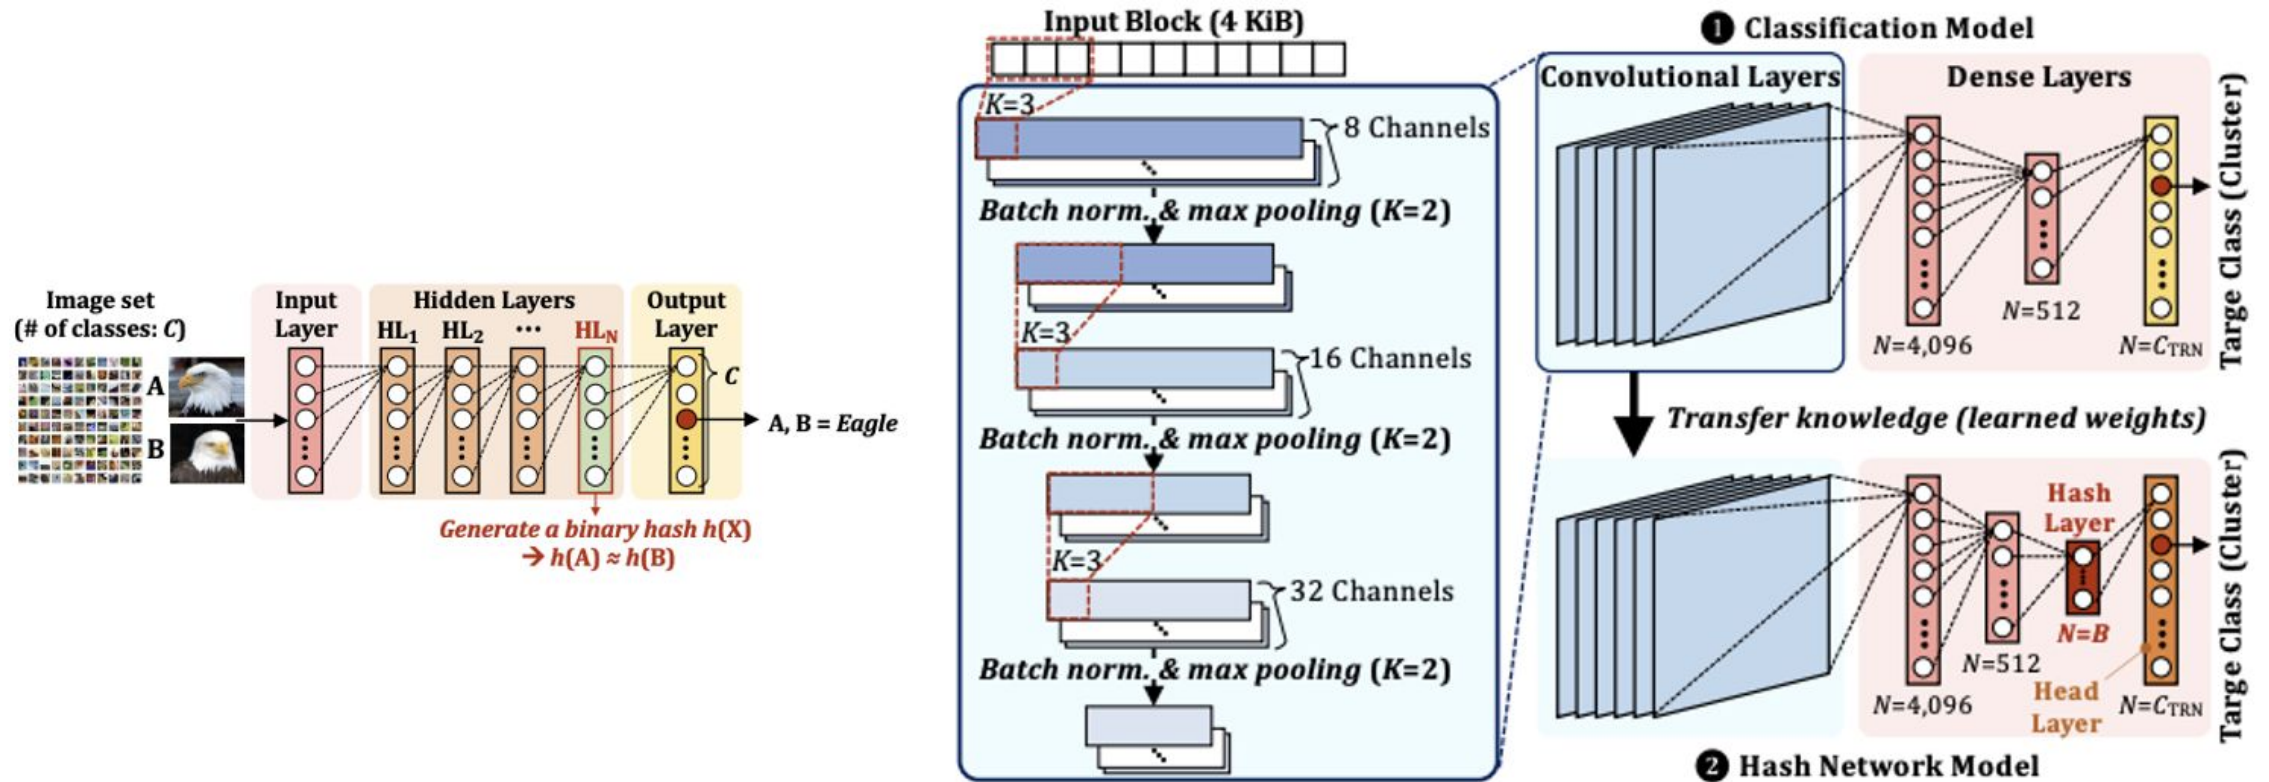 Image set
(# of classes: C)
A
B
Input
Layer
Hidden Layers
HL1 HL2 ··· HLN
Output
Layer
C
A, B = Eagle
Generate a binary hash h(X)
→ h(A) ≈ h(B)
Input Block (4 KiB)
K=3
8 Channels
Batch norm. & max pooling (K=2)
K=3
16 Channels
Batch norm. & max pooling (K=2)
K=3
32 Channels
Batch norm. & max pooling (K=2)
1 Classification Model
Convolutional Layers
Dense Layers
N=4,096
N=512
N=CTRN
Targe Class (Cluster)
Transfer knowledge (learned weights)
Hash
Layer
N=B
N=512
N=4,096
Head
Layer
N=CTRN
Targe Class (Cluster)
2 Hash Network Model